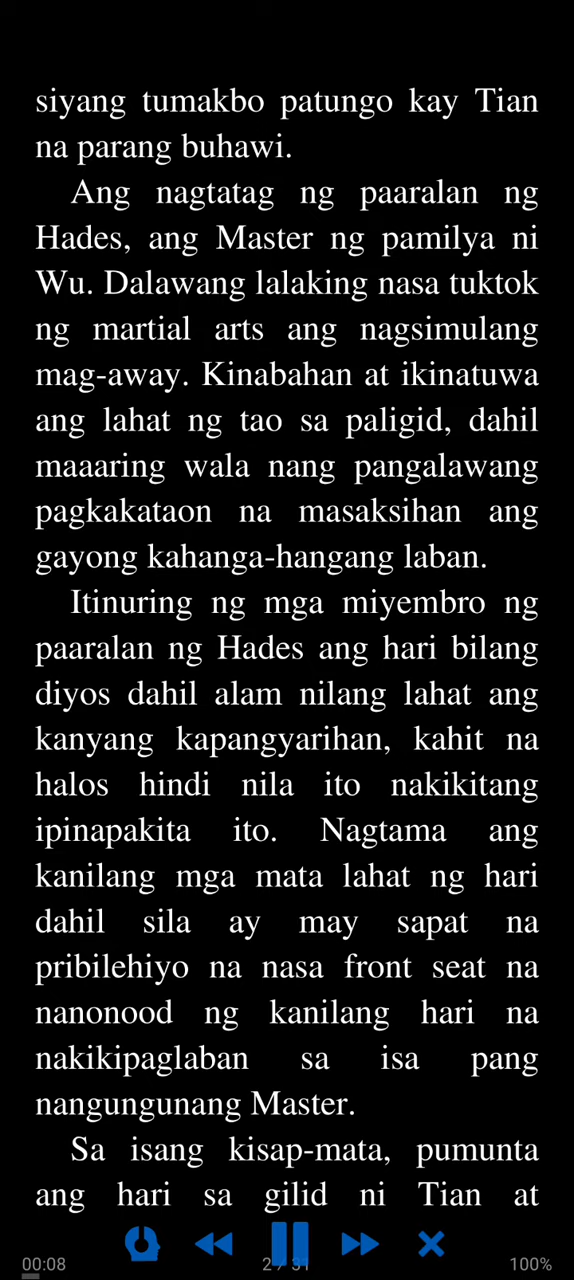 siyang tumakbo patungo kay Tian
na parang buhawi.
Ang nagtatag ng paaralan ng
Hades, ang Master ng pamilya ni
Wu. Dalawang lalaking nasa tuktok
ng martial arts ang nagsimulang
mag-away. Kinabahan at ikinatuwa
ang lahat ng tao sa paligid, dahil
maaaring wala nang pangalawang
pagkakataon na masaksihan ang
gayong kahanga-hangang laban.
Itinuring ng mga miyembro ng
paaralan ng Hades ang hari bilang
diyos dahil alam nilang lahat ang
kanyang kapangyarihan, kahit na
halos hindi nila ito nakikitang
ipinapakita ito. Nagtama ang
kanilang mga mata lahat ng hari
dahil sila ay may sapat na
pribilehiyo na nasa front seat na
nanonood ng kanilang hari na
nakikipaglaban sa isa pang
nangungunang Master.
Sa isang kisap-mata, pumunta
ang hari sa gilid ni Tian at
00:08 2 / 31 100%